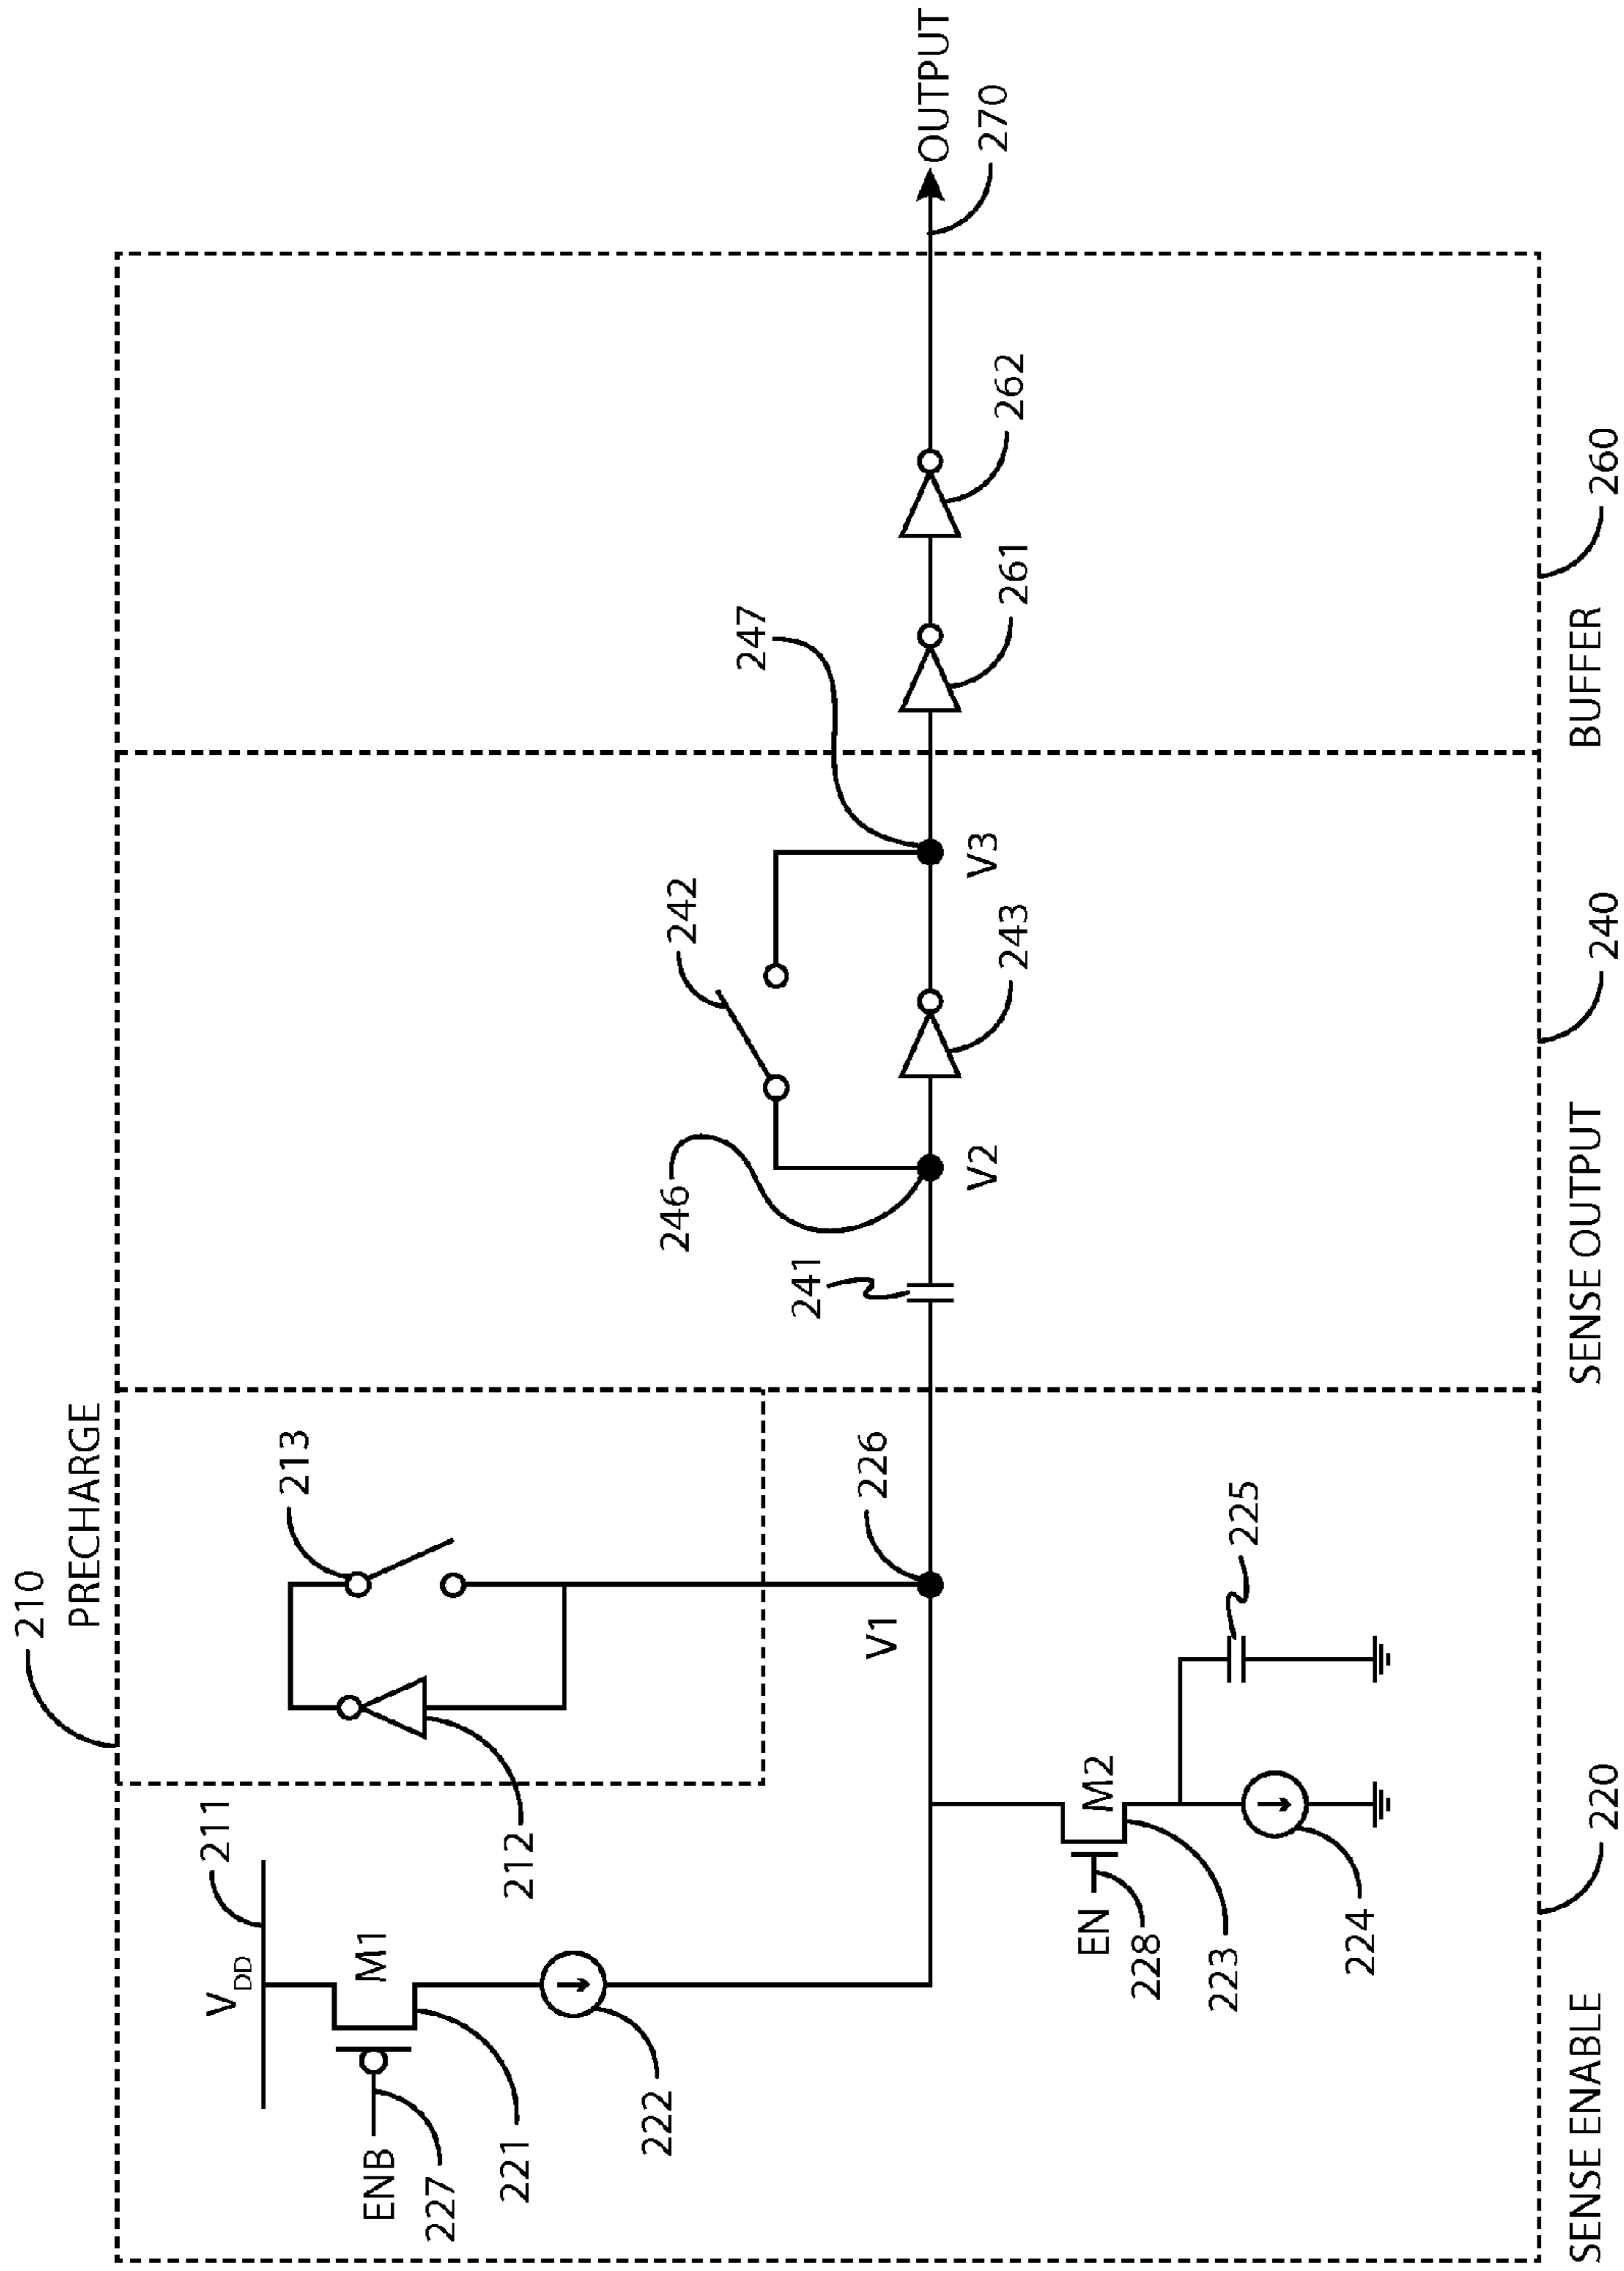 210
PRECHARGE
213
211
V_DD
M1
212
ENB
227
221
222
V1
226
EN
228
M2
223
224
225
220
SENSE ENABLE
241
246
V2
242
243
V3
247
240
SENSE OUTPUT
261
262
260
BUFFER
OUTPUT
270